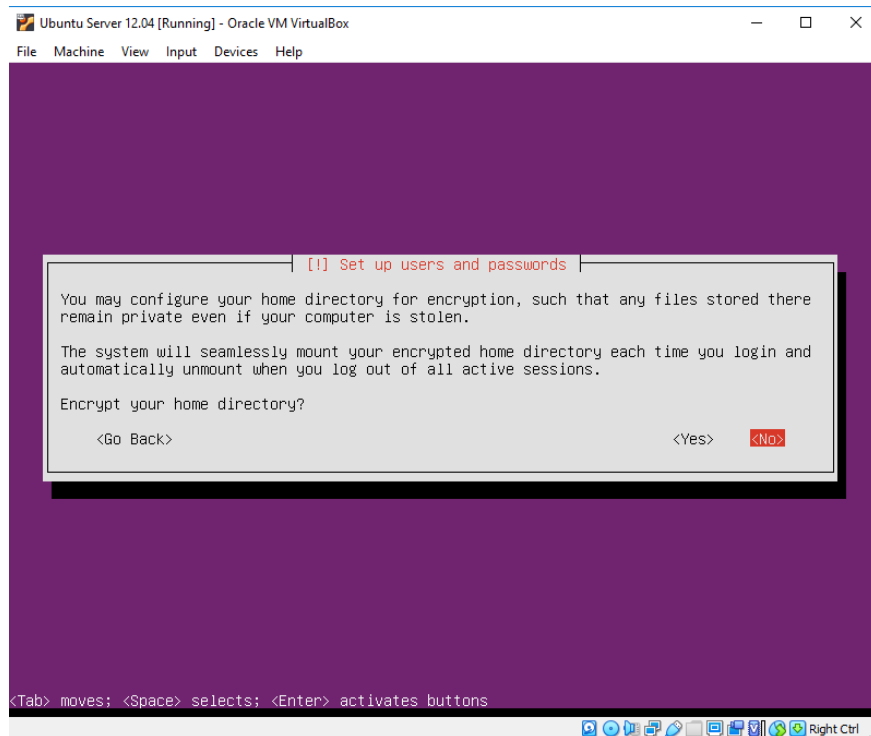 Ubuntu Server 12.04 [Running] - Oracle VM VirtualBox
File Machine View Input Devices Help
[!] Set up users and passwords
You may configure your home directory for encryption, such that any files stored there
remain private even if your computer is stolen.
The system will seamlessly mount your encrypted home directory each time you login and
automatically unmount when you log out of all active sessions.
Encrypt your home directory?
<Go Back> <Yes> <No>
<Tab> moves; <Space> selects; <Enter> activates buttons
Right Ctrl